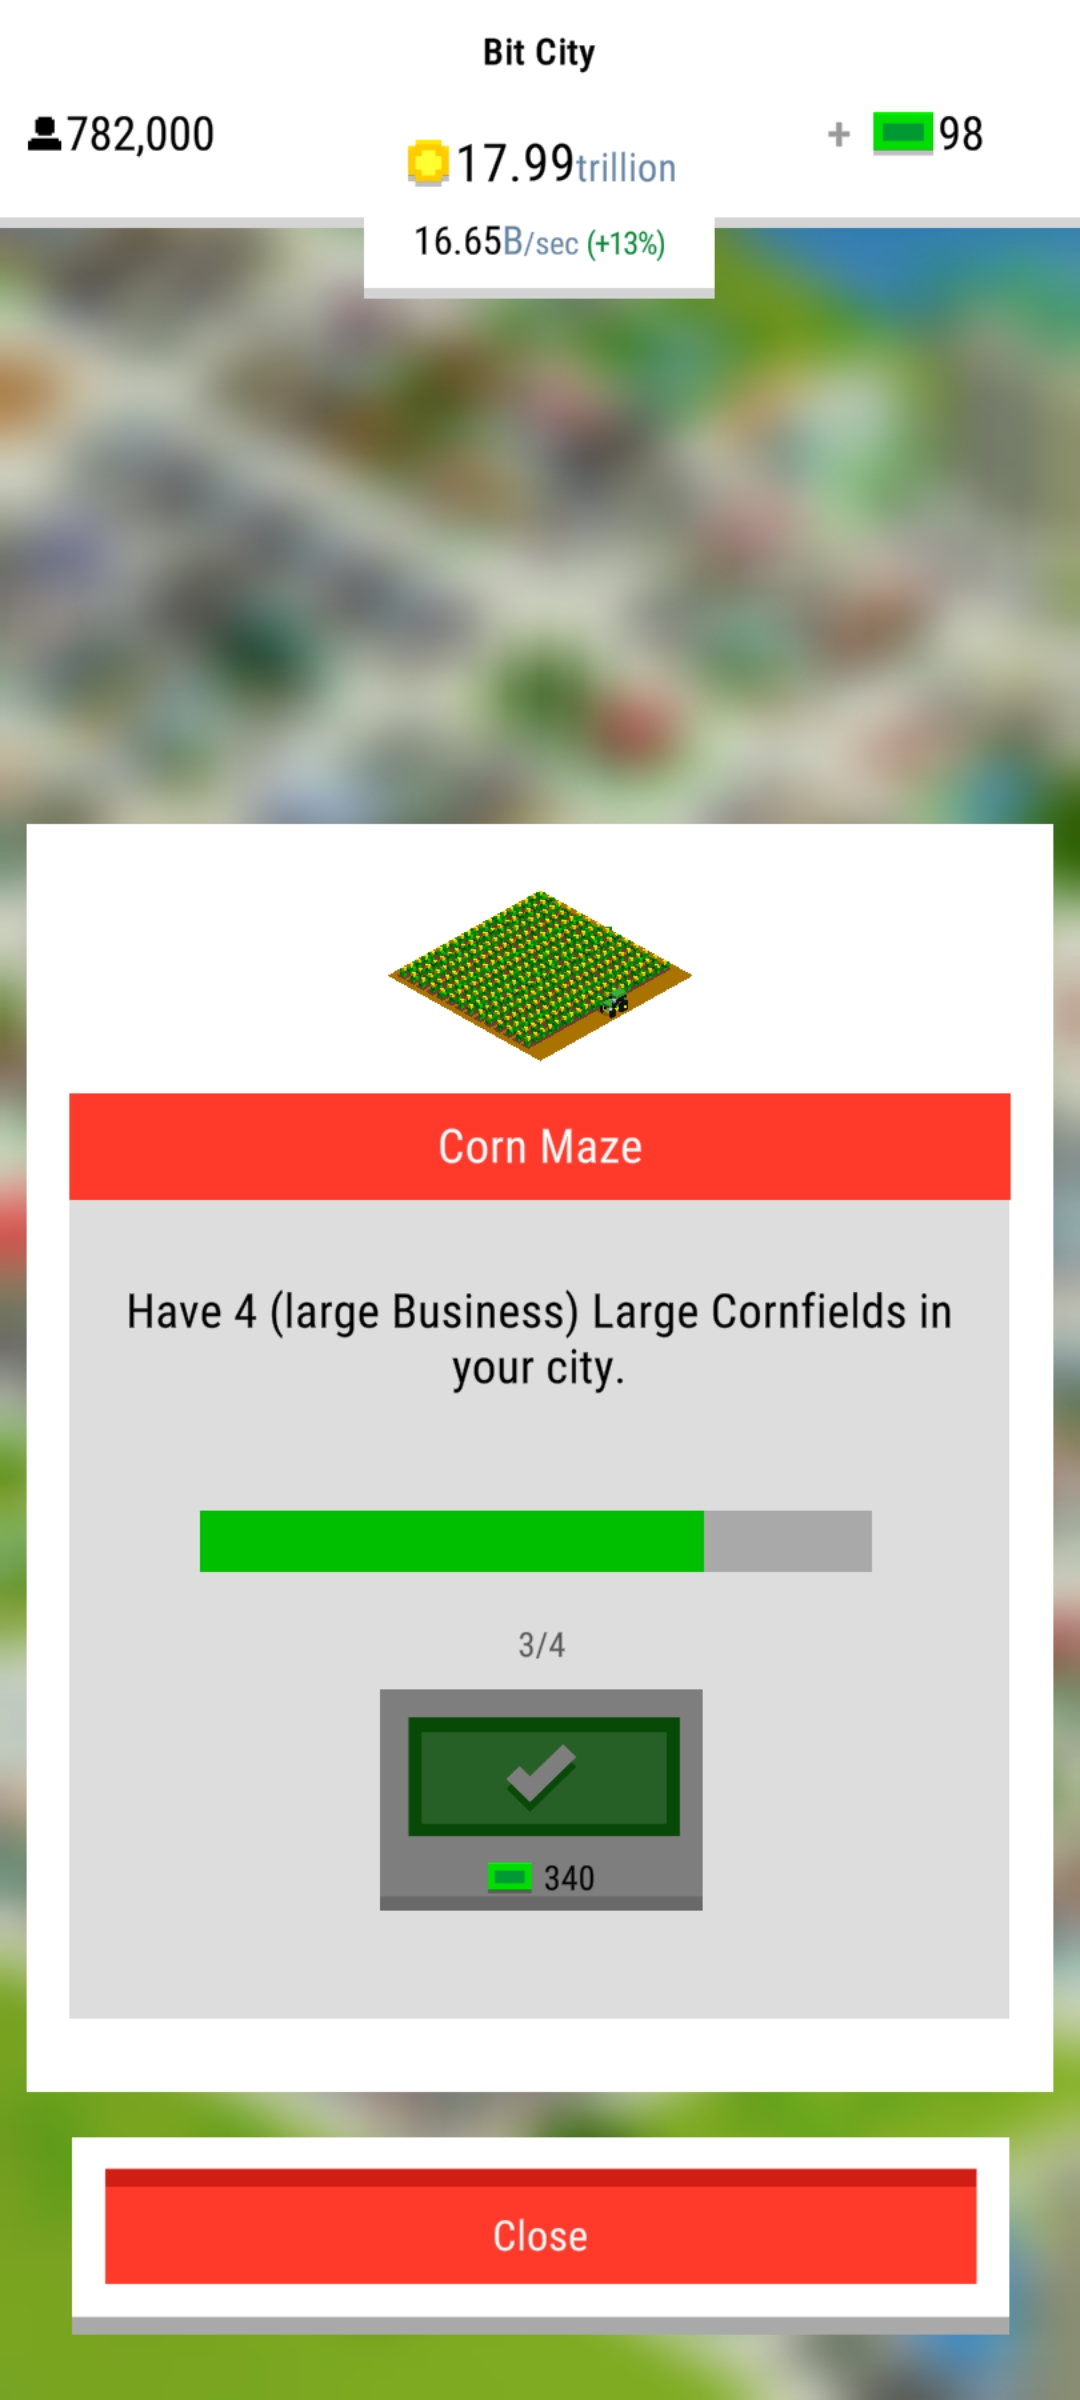 Bit City
782,000
17.99trillion
+ 98
16.65B/sec (+13%)
Corn Maze
Have 4 (large Business) Large Cornfields in
your city.
3/4
340
Close